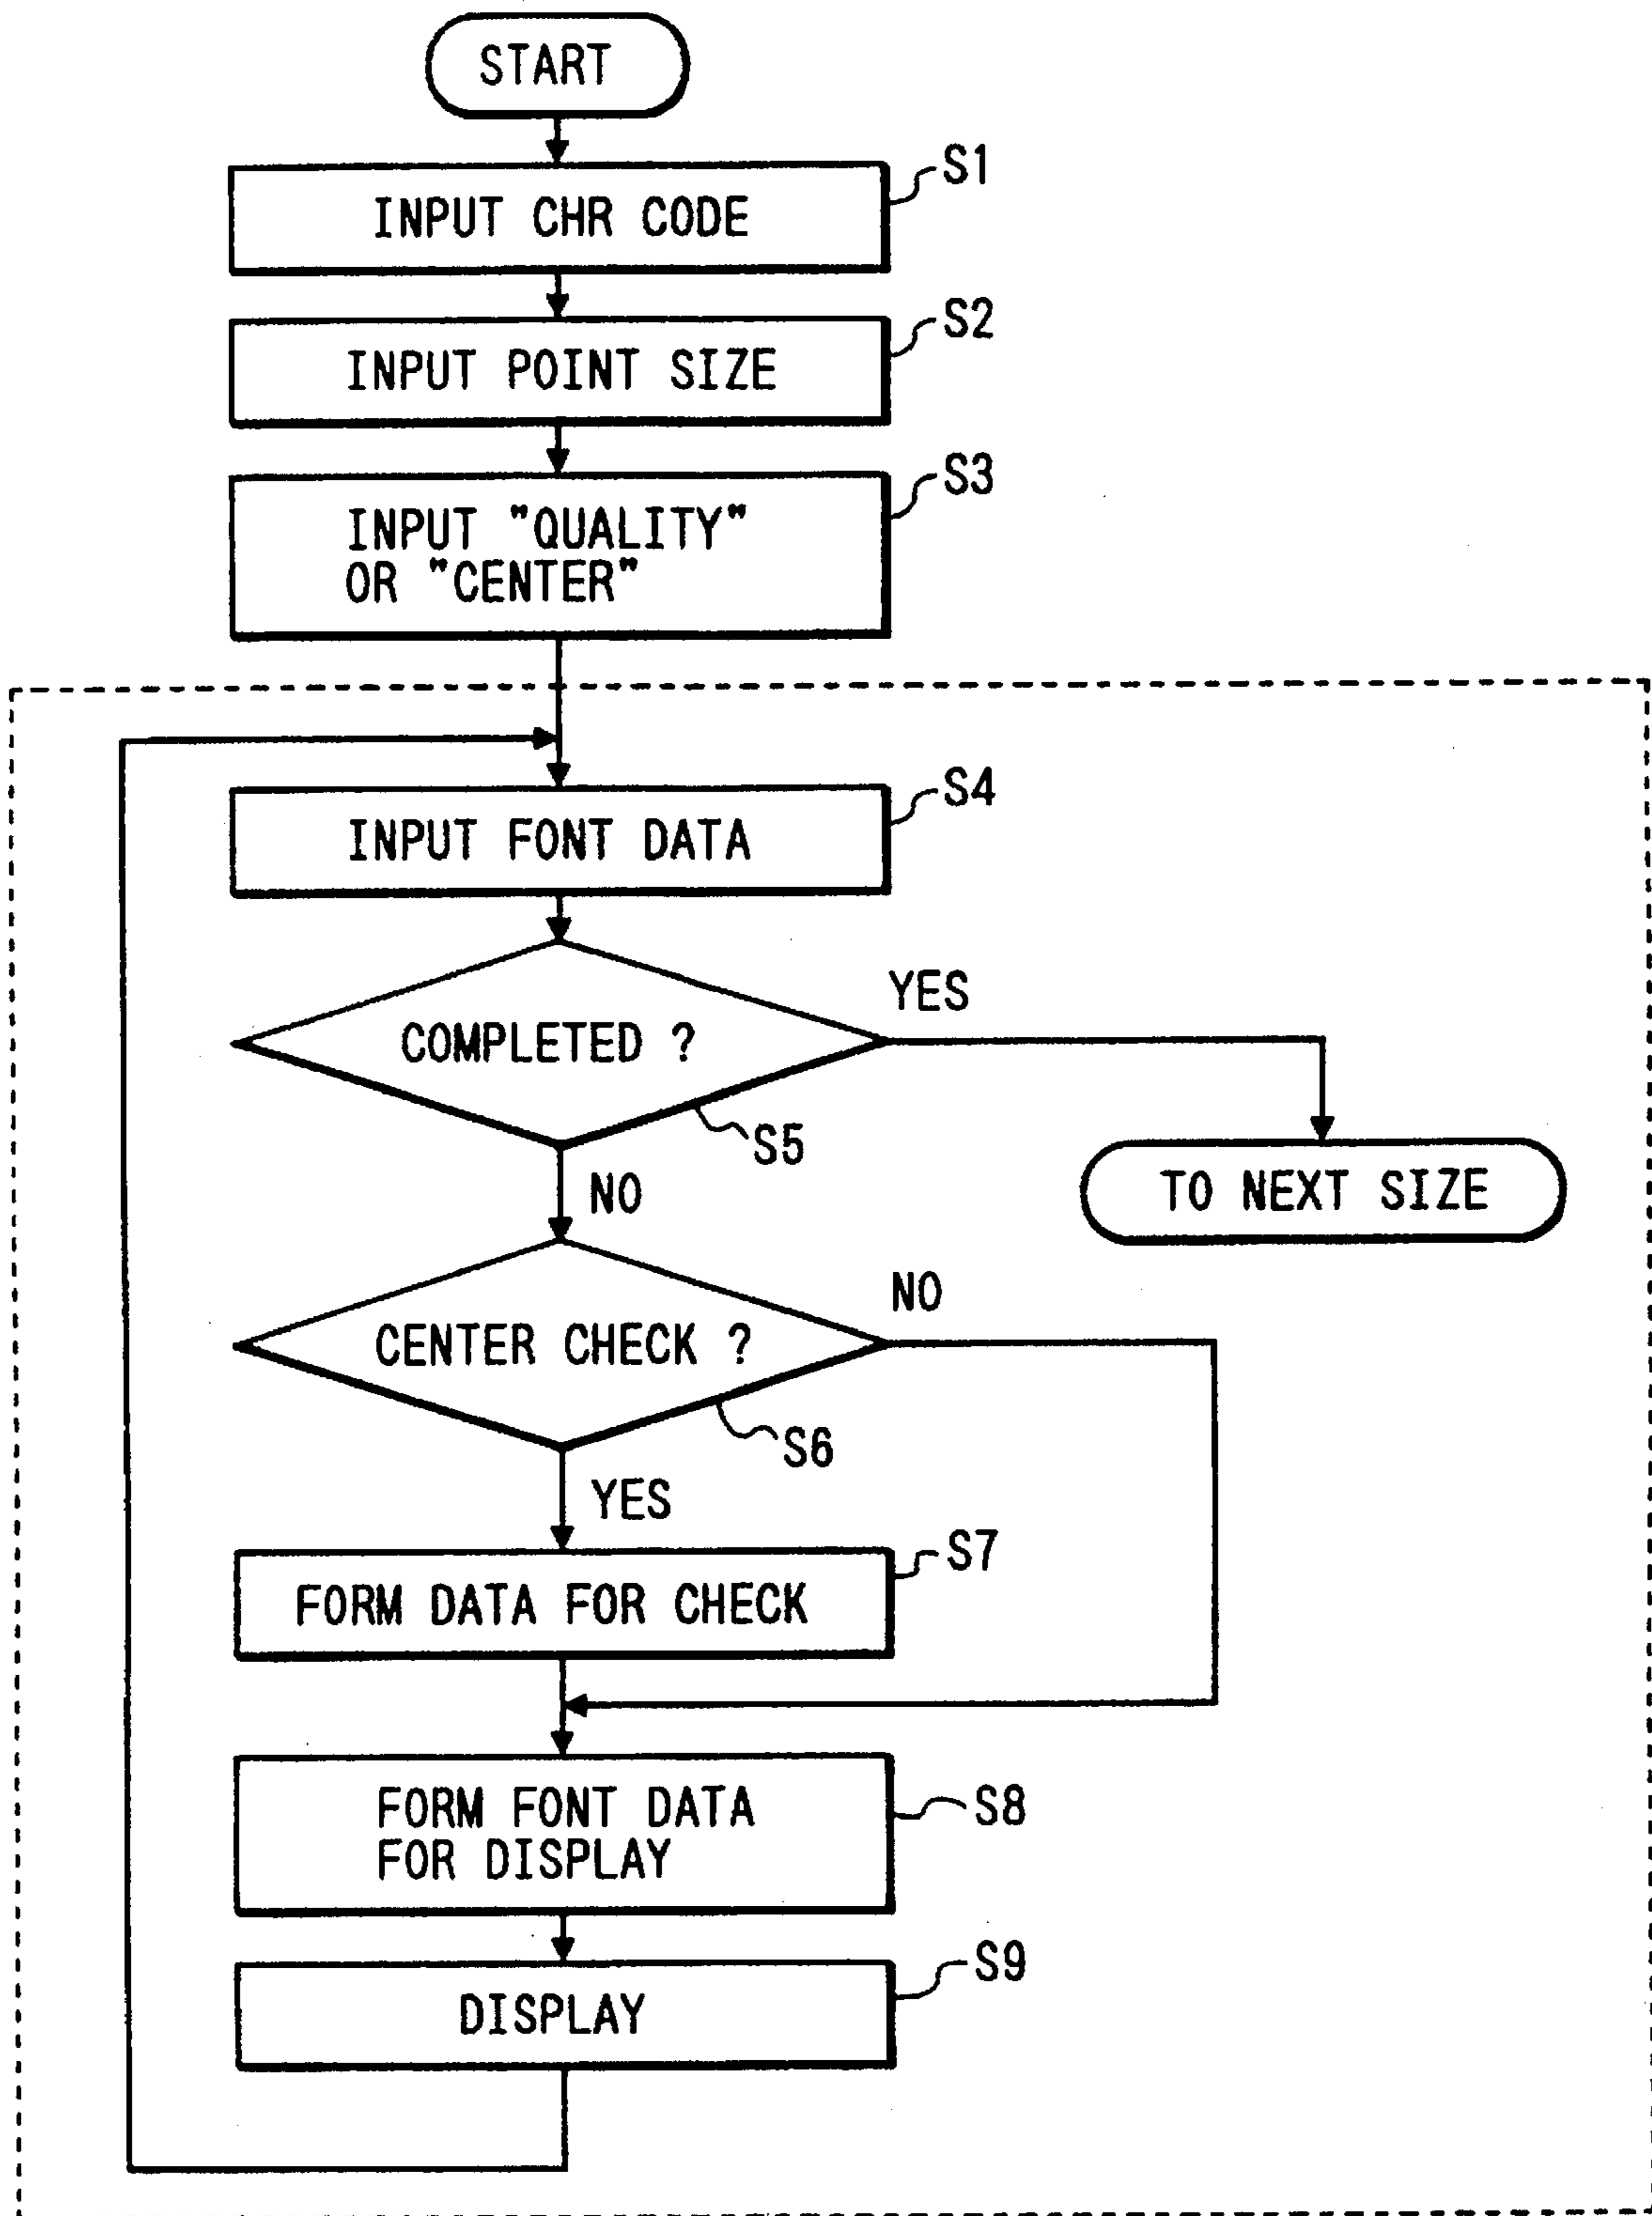 START
S1
INPUT CHR CODE
S2
INPUT POINT SIZE
S3
INPUT "QUALITY"
OR "CENTER"
S4
INPUT FONT DATA
YES
COMPLETED ?
S5
NO
TO NEXT SIZE
NO
CENTER CHECK ?
S6
YES
S7
FORM DATA FOR CHECK
S8
FORM FONT DATA
FOR DISPLAY
S9
DISPLAY